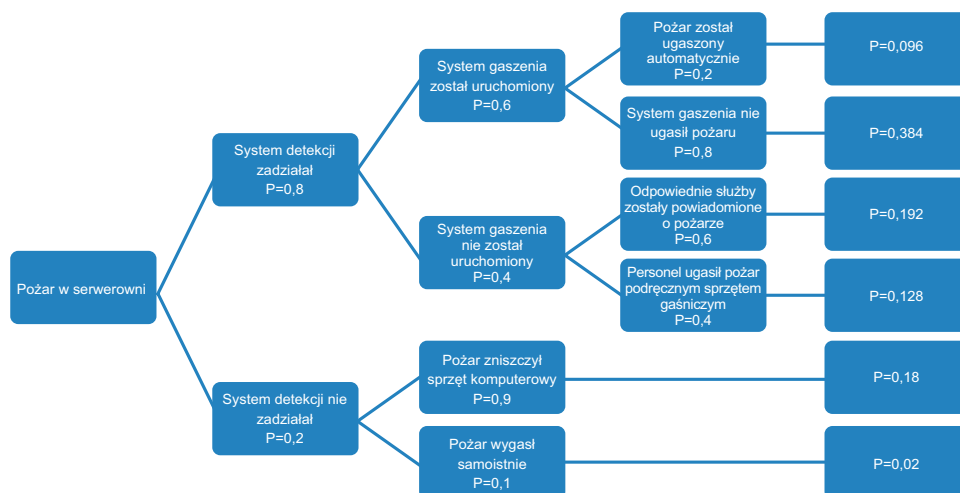 Pożar w serwerowni
System detekcji
zadziałał
P=0,8
System detekcji nie
zadziałał
P=0,2
System gaszenia
został uruchomiony
P=0,6
System gaszenia
nie został
uruchomiony
P=0,4
Pożar zniszczył
sprzęt komputerowy
P=0,9
Pożar wygasł
samoistnie
P=0,1
Pożar został
ugaszony
automatycznie
P=0,2
System gaszenia nie
ugasił pożaru
P=0,8
Odpowiednie służby
zostały powiadomione
o pożarze
P=0,6
Personel ugasił pożar
podręcznym sprzętem
gaśniczym
P=0,4
P=0,096
P=0,384
P=0,192
P=0,128
P=0,18
P=0,02